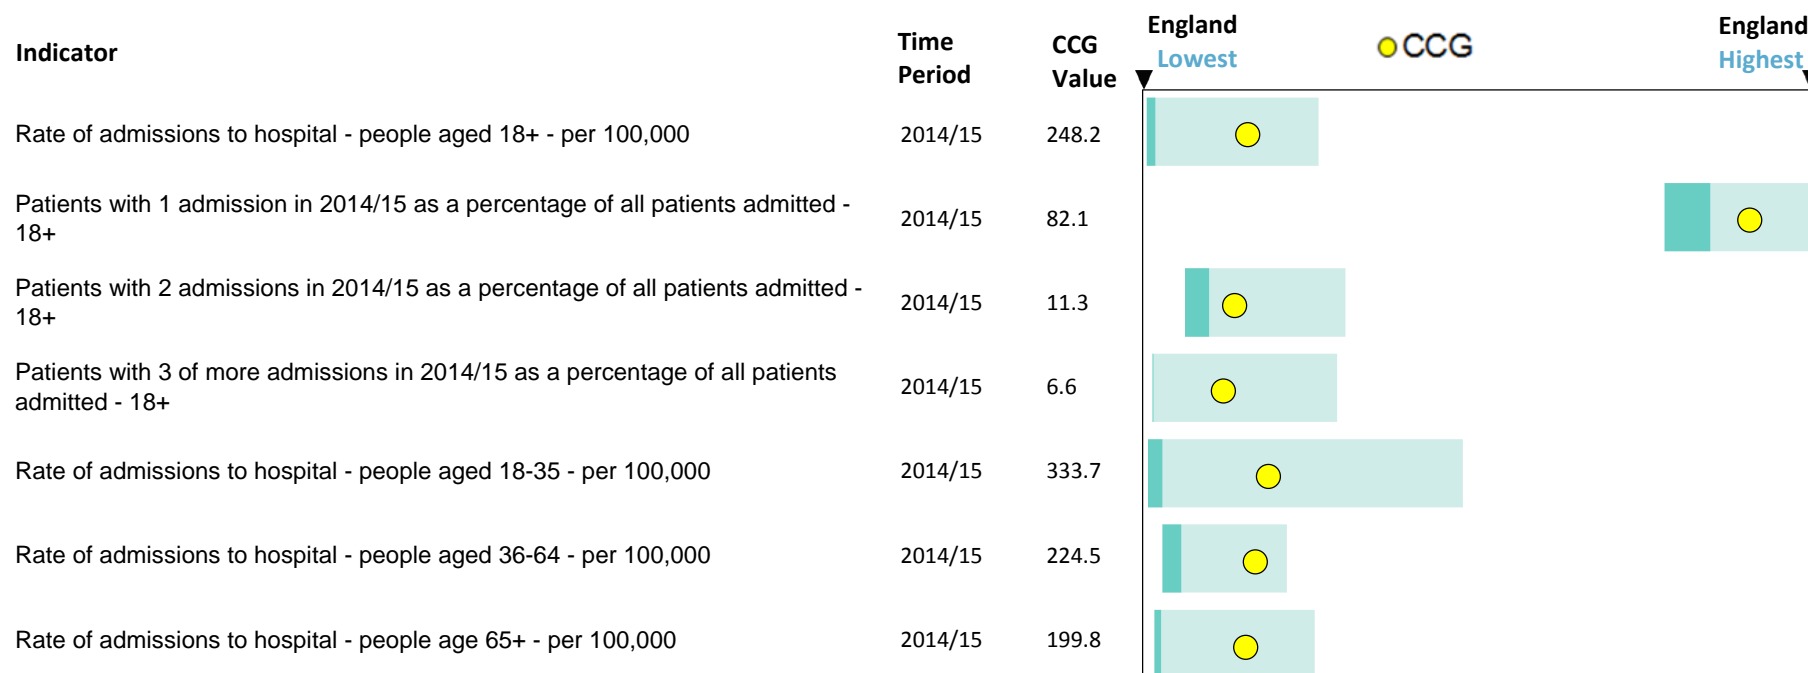 Indicator
Time Period
CCG Value
England Lowest
CCG
England Highest
Rate of admissions to hospital - people aged 18+ - per 100,000 2014/15 248.2
Patients with 1 admission in 2014/15 as a percentage of all patients admitted -
18+
2014/15 82.1
Patients with 2 admissions in 2014/15 as a percentage of all patients admitted -
18+
2014/15 11.3
Patients with 3 of more admissions in 2014/15 as a percentage of all patients
admitted - 18+
2014/15 6.6
Rate of admissions to hospital - people aged 18-35 - per 100,000 2014/15 333.7
Rate of admissions to hospital - people aged 36-64 - per 100,000 2014/15 224.5
Rate of admissions to hospital - people age 65+ - per 100,000 2014/15 199.8